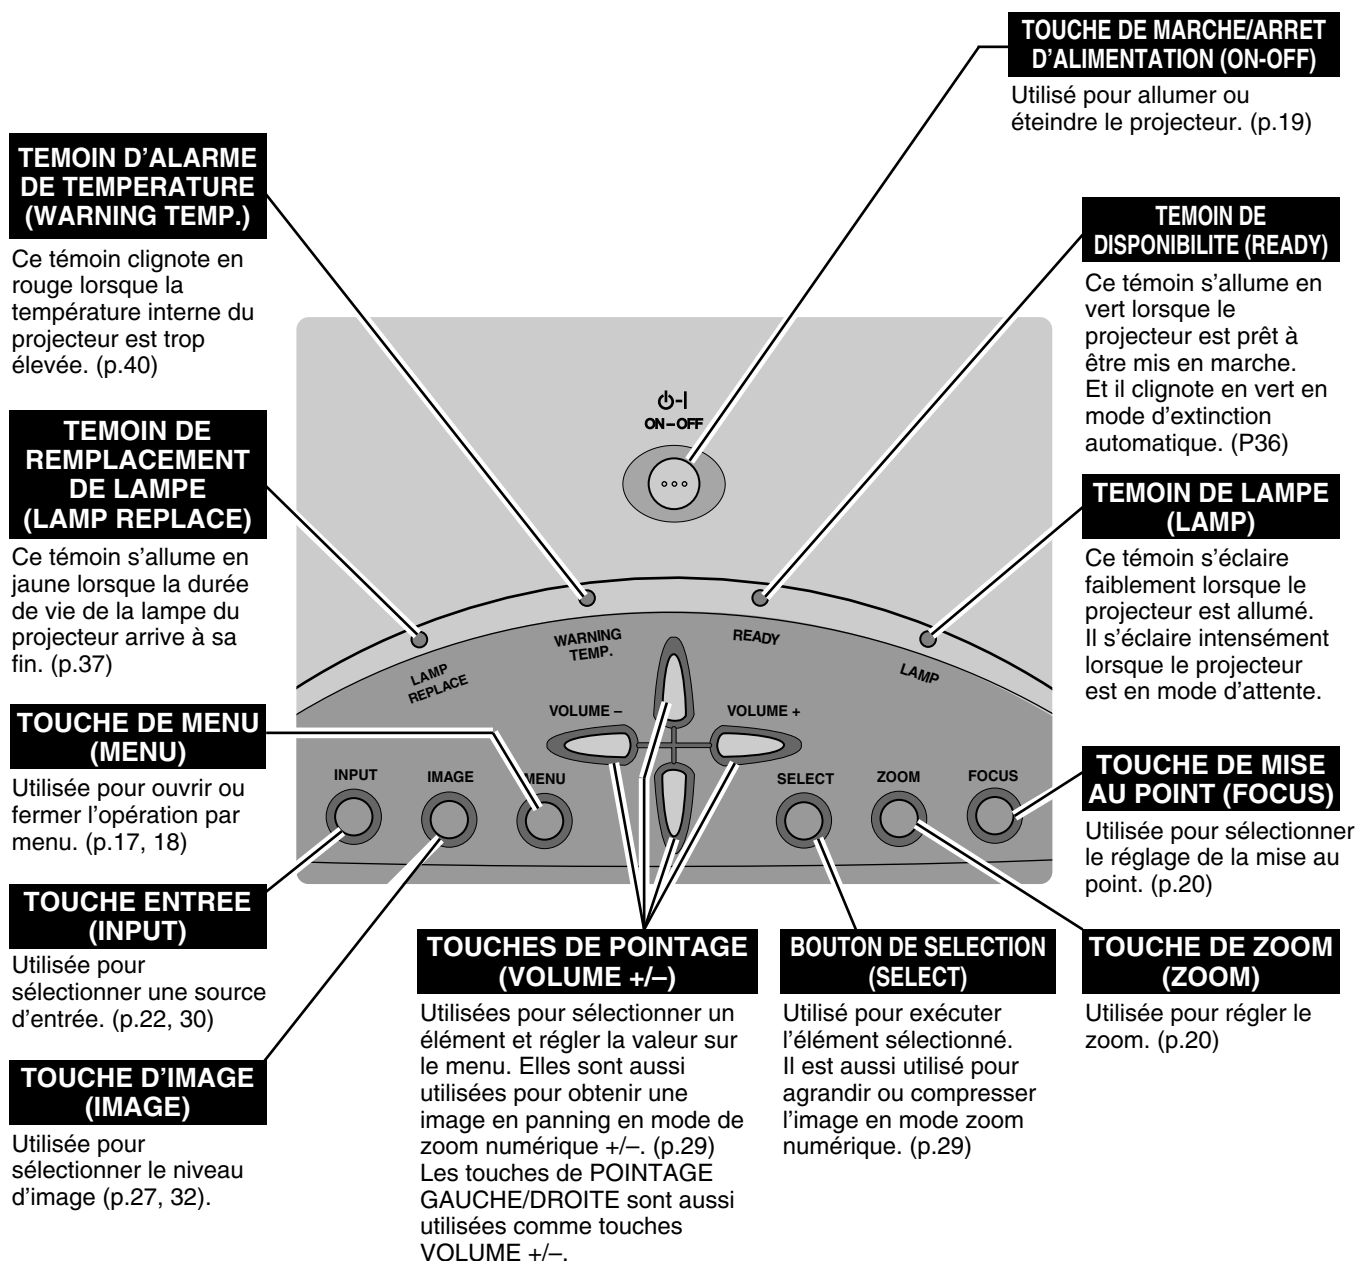 TOUCHE DE MARCHE/ARRET
D’ALIMENTATION (ON-OFF)
Utilisé pour allumer ou
éteindre le projecteur. (p.19)
TEMOIN D’ALARME
DE TEMPERATURE
(WARNING TEMP.)
Ce témoin clignote en
rouge lorsque la
température interne du
projecteur est trop
élevée. (p.40)
TEMOIN DE
REMPLACEMENT
DE LAMPE
(LAMP REPLACE)
Ce témoin s’allume en
jaune lorsque la durée
de vie de la lampe du
projecteur arrive à sa
fin. (p.37)
TOUCHE DE MENU
(MENU)
Utilisée pour ouvrir ou
fermer l’opération par
menu. (p.17, 18)
TOUCHE ENTREE
(INPUT)
Utilisée pour
sélectionner une source
d’entrée. (p.22, 30)
TOUCHE D’IMAGE
(IMAGE)
Utilisée pour
sélectionner le niveau
d’image (p.27, 32).
ON–OFF
LAMP
REPLACE
WARNING
TEMP.
READY
LAMP
VOLUME –
VOLUME +
INPUT
IMAGE
MENU
SELECT
ZOOM
FOCUS
TEMOIN DE
DISPONIBILITE (READY)
Ce témoin s’allume en
vert lorsque le
projecteur est prêt à
être mis en marche.
Et il clignote en vert en
mode d’extinction
automatique. (P36)
TEMOIN DE LAMPE
(LAMP)
Ce témoin s’éclaire
faiblement lorsque le
projecteur est allumé.
Il s’éclaire intensément
lorsque le projecteur
est en mode d’attente.
TOUCHE DE MISE
AU POINT (FOCUS)
Utilisée pour sélectionner
le réglage de la mise au
point. (p.20)
TOUCHES DE POINTAGE
(VOLUME +/–)
Utilisées pour sélectionner un
élément et régler la valeur sur
le menu. Elles sont aussi
utilisées pour obtenir une
image en panning en mode de
zoom numérique +/–. (p.29)
Les touches de POINTAGE
GAUCHE/DROITE sont aussi
utilisées comme touches
VOLUME +/–.
BOUTON DE SELECTION
(SELECT)
Utilisé pour exécuter
l’élément sélectionné.
Il est aussi utilisé pour
agrandir ou compresser
l’image en mode zoom
numérique. (p.29)
TOUCHE DE ZOOM
(ZOOM)
Utilisée pour régler le
zoom. (p.20)